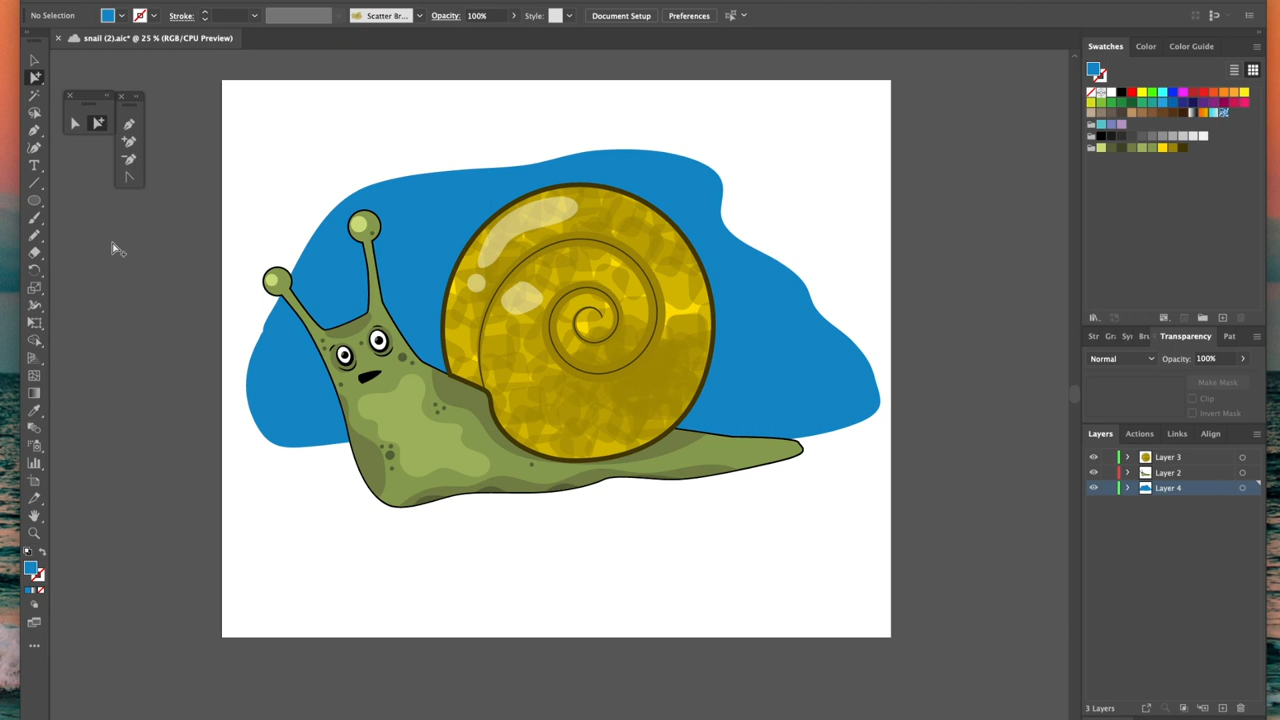 No Selection Stroke: Scatter Br... Opacity: 100% Style: Document Setup Preferences
snail (2).aic* @ 25 % (RGB/CPU Preview)
Swatches Color Color Guide
Str Gr: Sy Br Transparency Pat
Normal Opacity: 100%
Make Mask
Clip
Invert Mask
Layers Actions Links Align
Layer 3
Layer 2
Layer 4
3 Layers